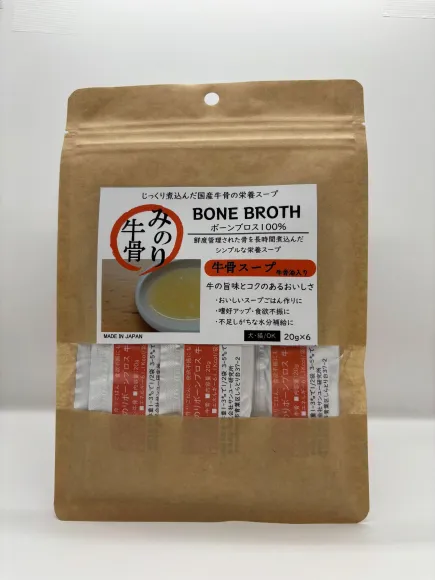 じっくり煮込んだ国産牛骨の栄養スープ
みのり
牛骨
BONE BROTH
ボーンブロス100%
鮮度管理された骨を長時間煮込んだ
シンプルな栄養スープ
牛骨スープ 牛骨油入り
牛の旨味とコクのあるおいしさ
・おいしいスープごはん作りに
・嗜好アップ・食欲不振に
・不足しがちな水分補給に
MADE IN JAPAN
犬・猫/OK
20g×6